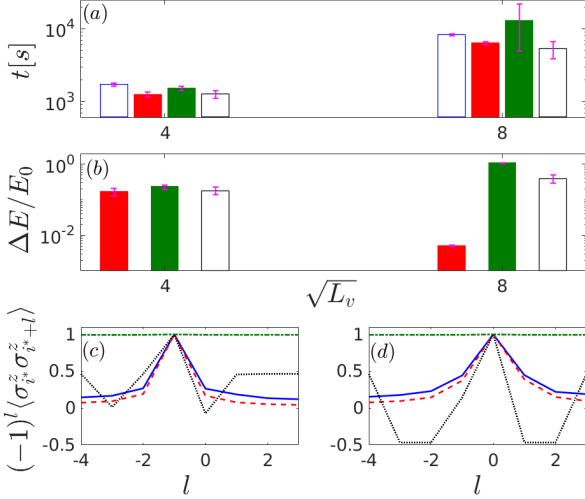 (a)
t[s]
10^4
10^3
4
8
(b)
ΔE/E_0
10^0
10^-2
4
√L_v
8
(−1)^l⟨σ^z_{i*}σ^z_{i*+l}⟩
(c)
1
0.5
0
-0.5
-4
-2
0
2
l
(d)
1
0.5
0
-0.5
-4
-2
0
2
l